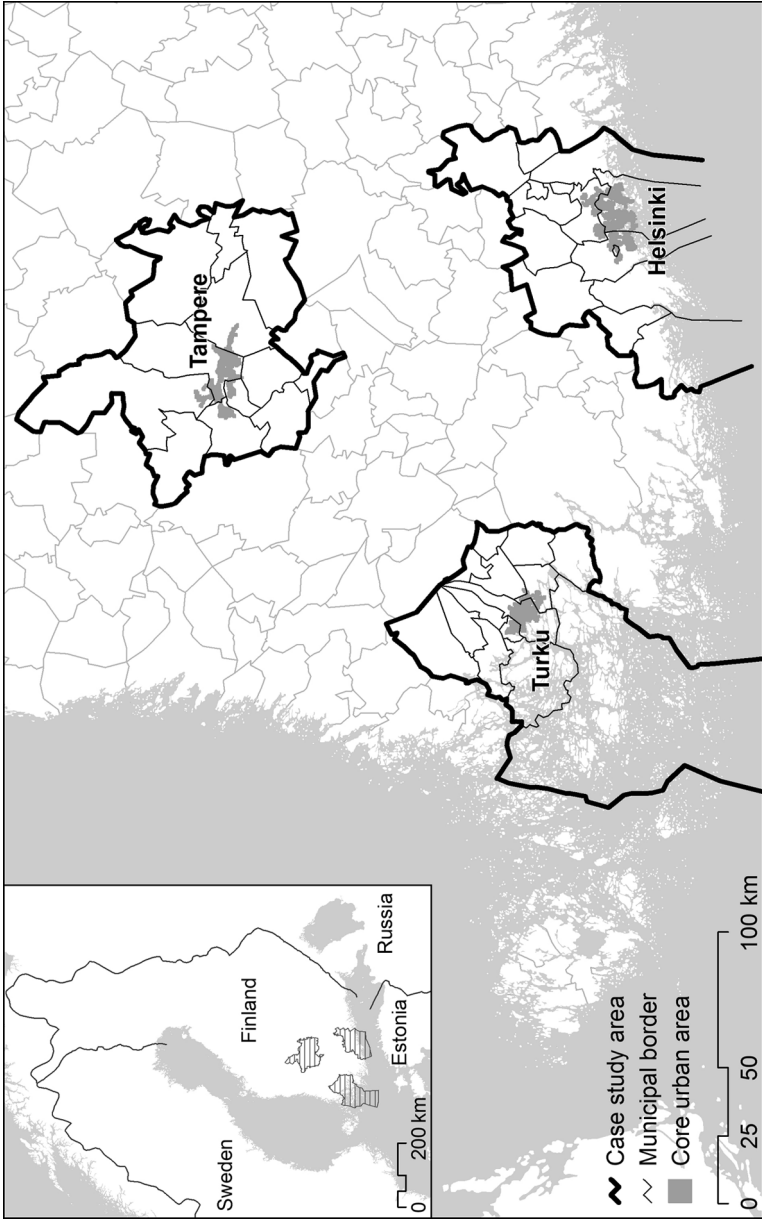 Sweden
Finland
Russia
Estonia
0 200 km
Tampere
Turku
Helsinki
Case study area
Municipal border
Core urban area
0 25 50 100 km